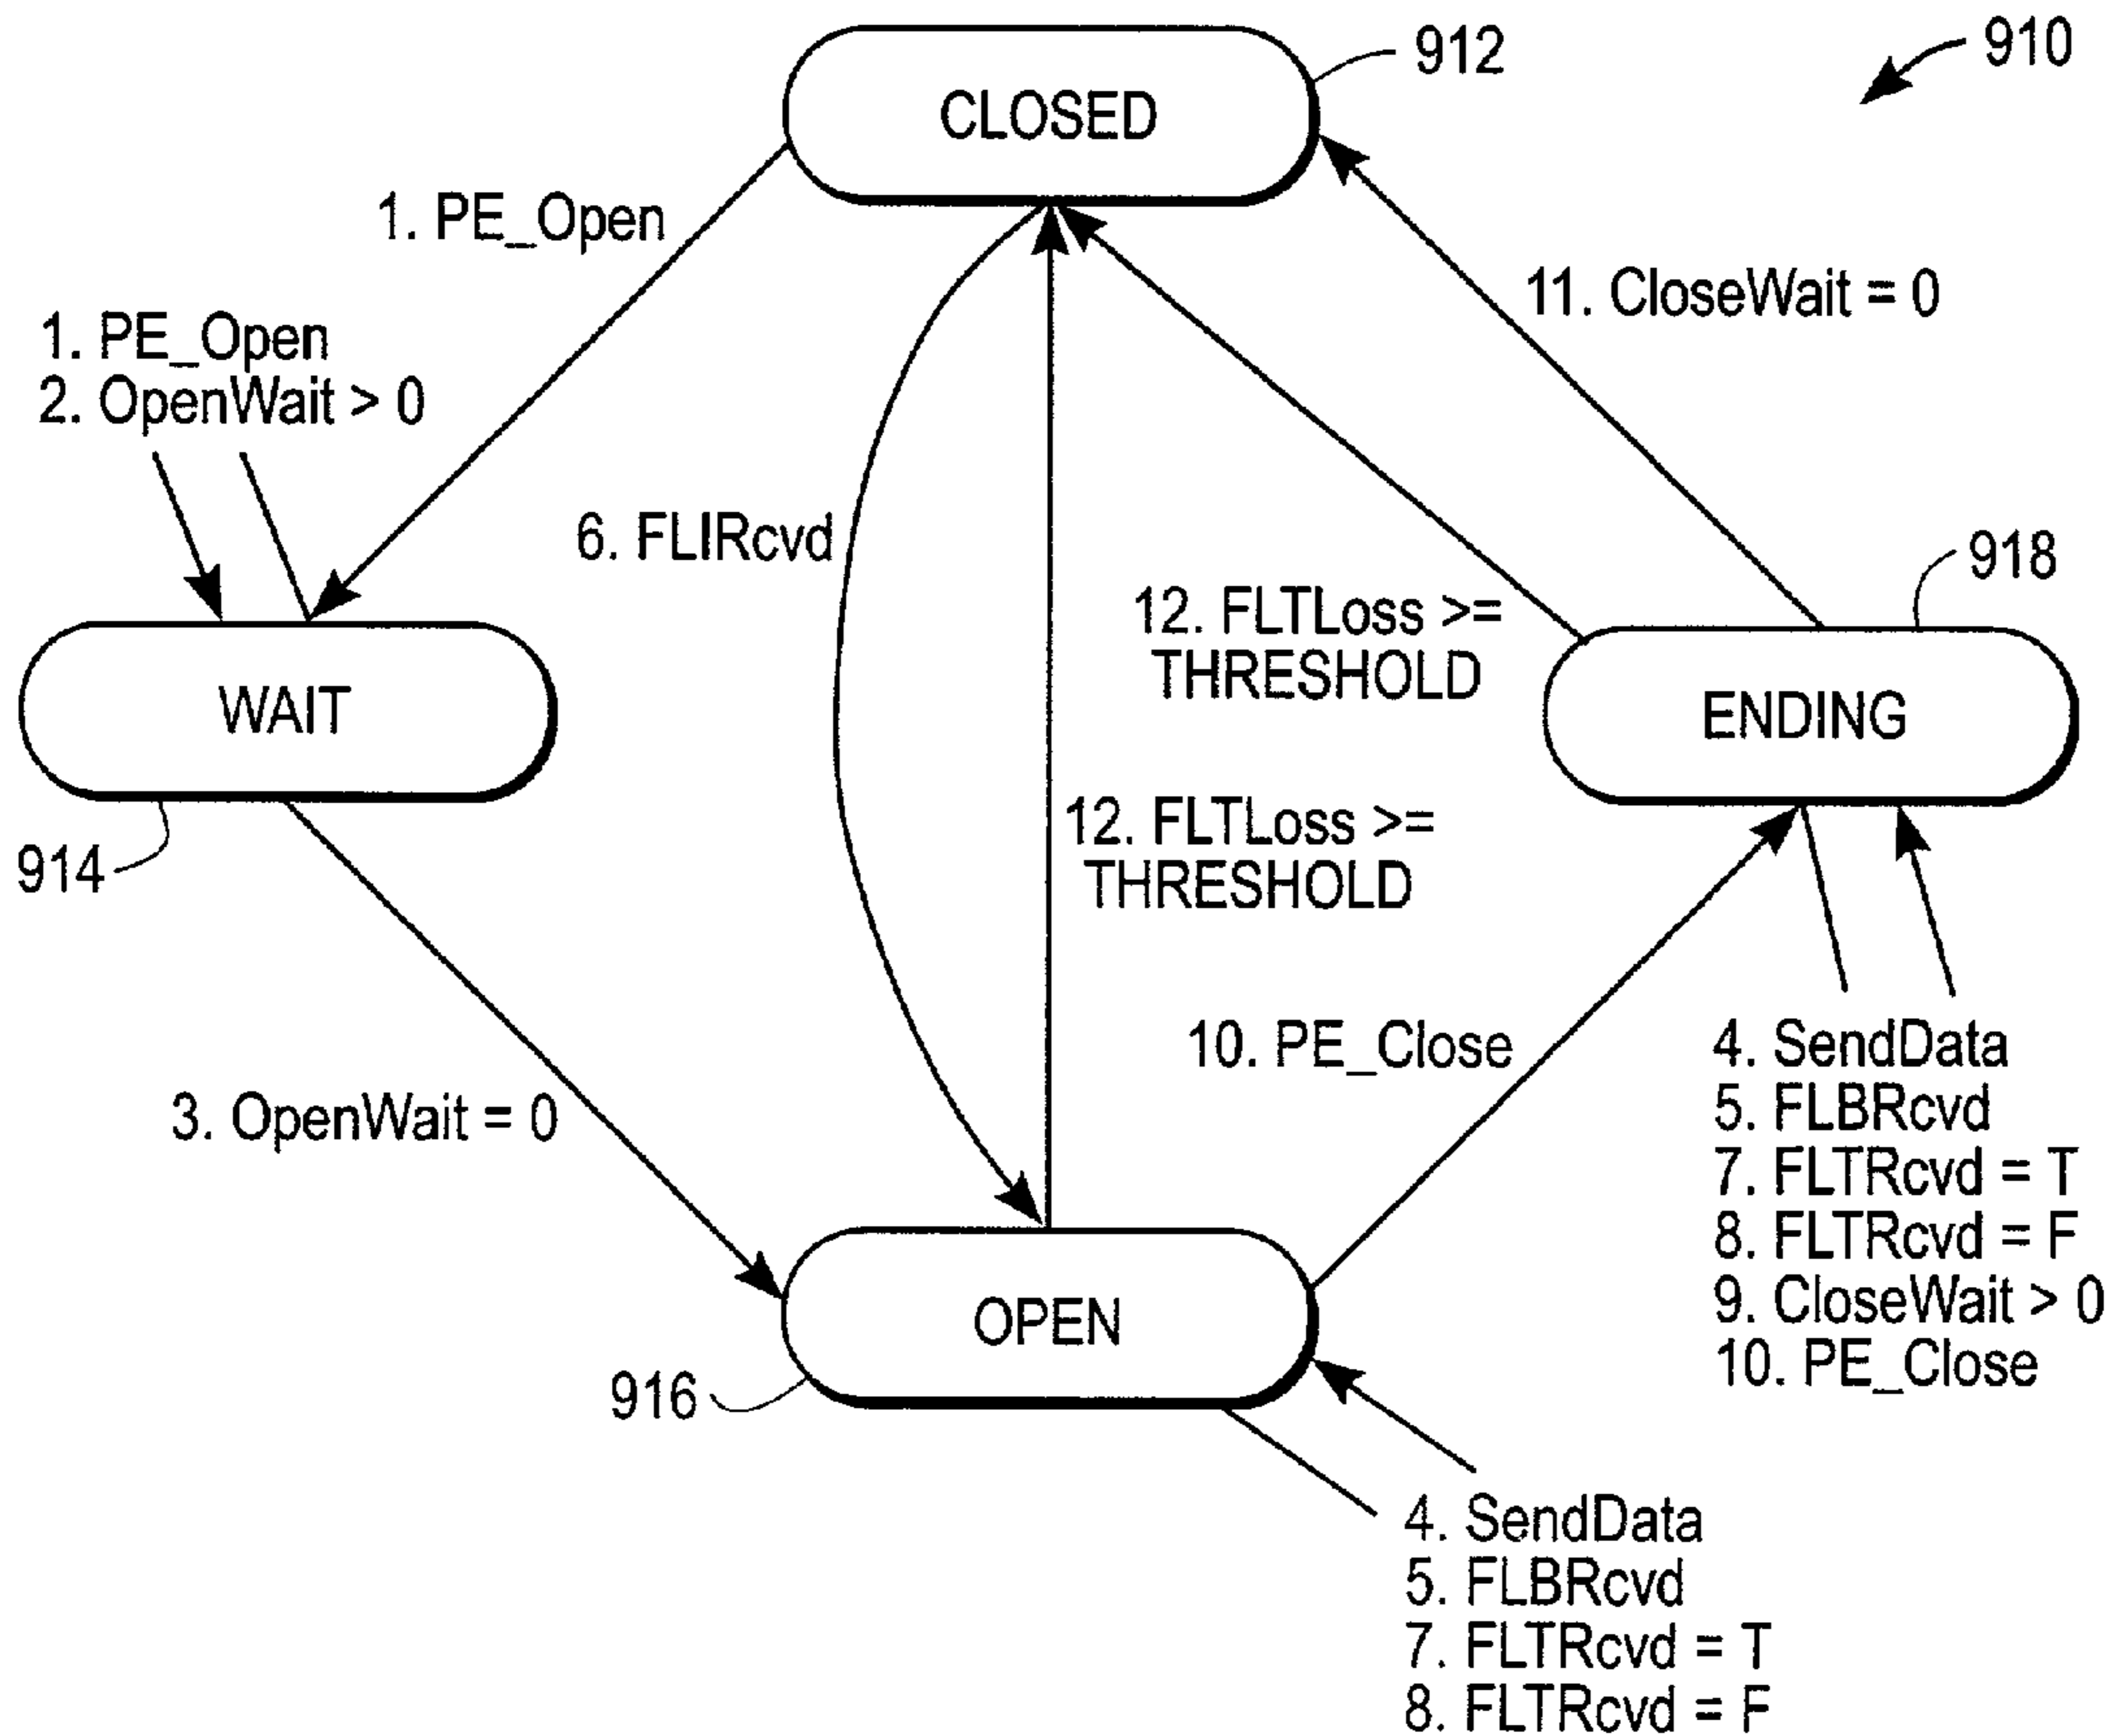 910
912
CLOSED
1. PE_Open
11. CloseWait = 0
1. PE_Open
2. OpenWait > 0
6. FLIRcvd
918
12. FLTLoss >=
THRESHOLD
WAIT
ENDING
12. FLTLoss >=
THRESHOLD
914
10. PE_Close
4. SendData
5. FLBRcvd
7. FLTRcvd = T
8. FLTRcvd = F
9. CloseWait > 0
10. PE_Close
3. OpenWait = 0
OPEN
916
4. SendData
5. FLBRcvd
7. FLTRcvd = T
8. FLTRcvd = F